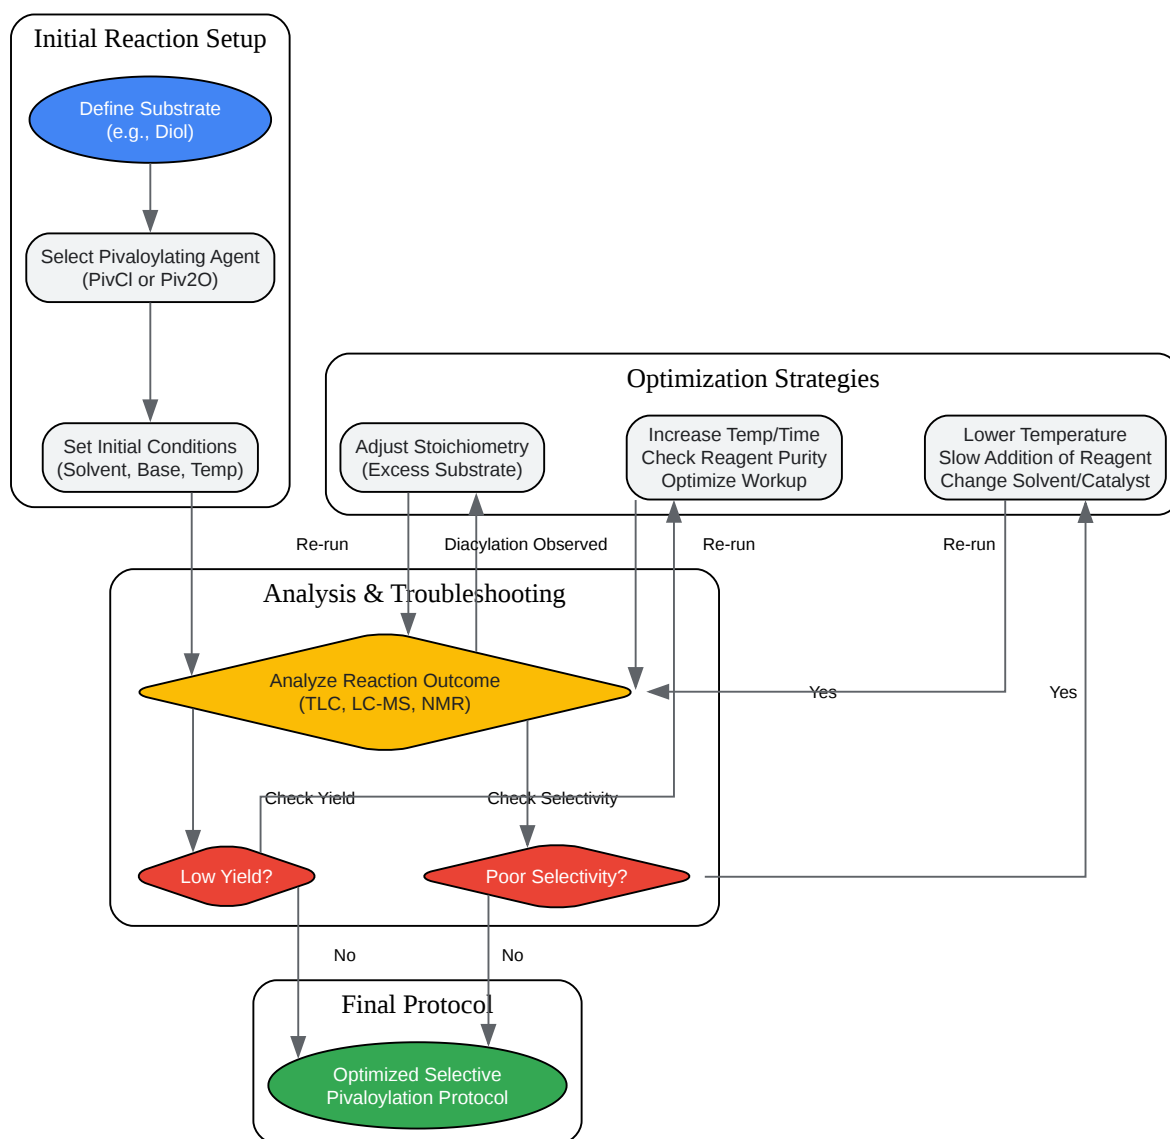 Initial Reaction Setup
Define Substrate
(e.g., Diol)
Select Pivaloylating Agent
(PivCl or Piv2O)
Set Initial Conditions
(Solvent, Base, Temp)
Optimization Strategies
Adjust Stoichiometry
(Excess Substrate)
Increase Temp/Time
Check Reagent Purity
Optimize Workup
Lower Temperature
Slow Addition of Reagent
Change Solvent/Catalyst
Re-run
Diacylation Observed
Re-run
Re-run
Analysis & Troubleshooting
Analyze Reaction Outcome
(TLC, LC-MS, NMR)
Yes
Yes
Check Yield
Check Selectivity
Low Yield?
Poor Selectivity?
No
No
Final Protocol
Optimized Selective
Pivaloylation Protocol